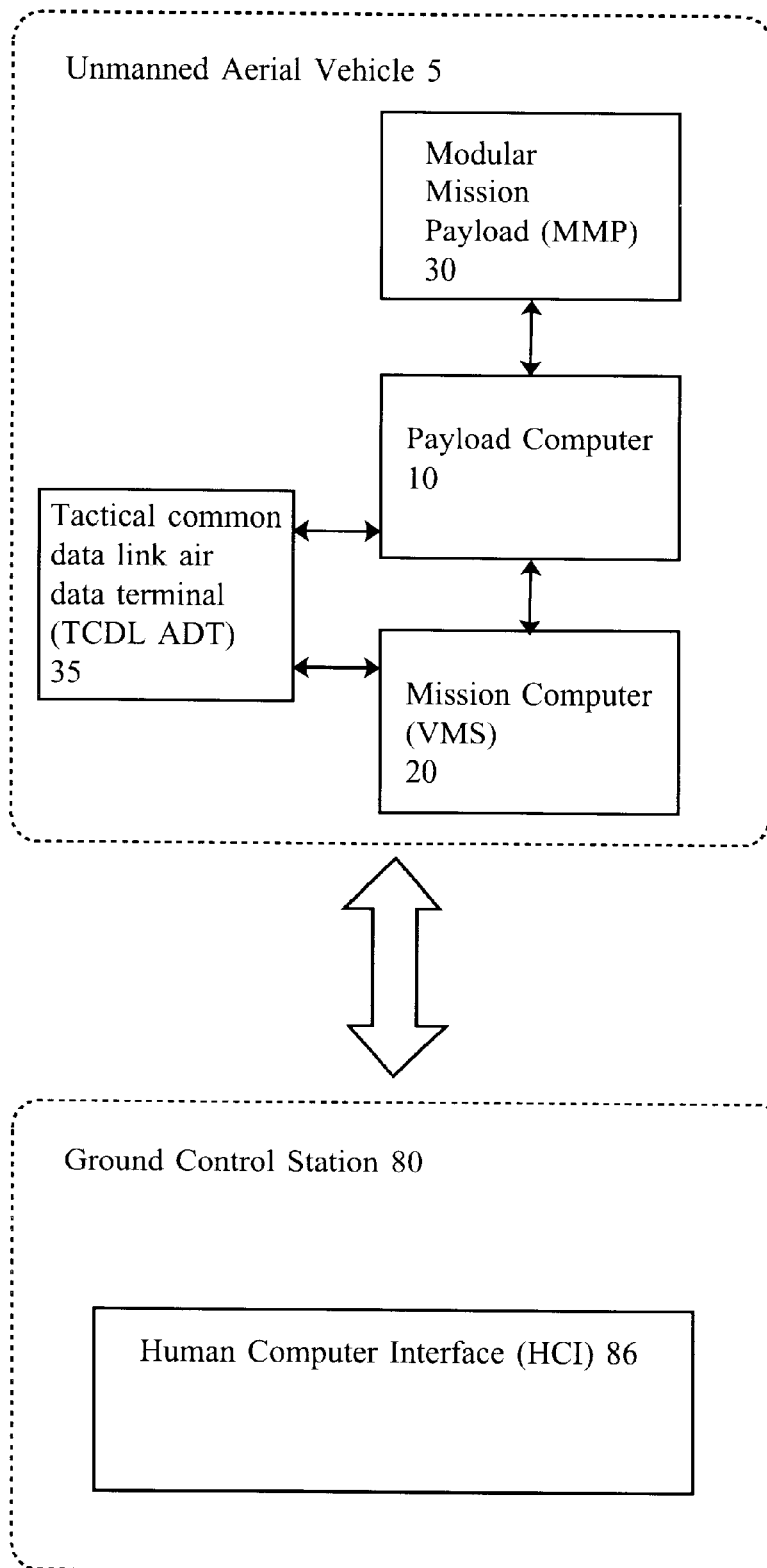 Unmanned Aerial Vehicle 5
Modular
Mission
Payload (MMP)
30
Payload Computer
10
Tactical common
data link air
data terminal
(TCDL ADT)
35
Mission Computer
(VMS)
20
Ground Control Station 80
Human Computer Interface (HCI) 86